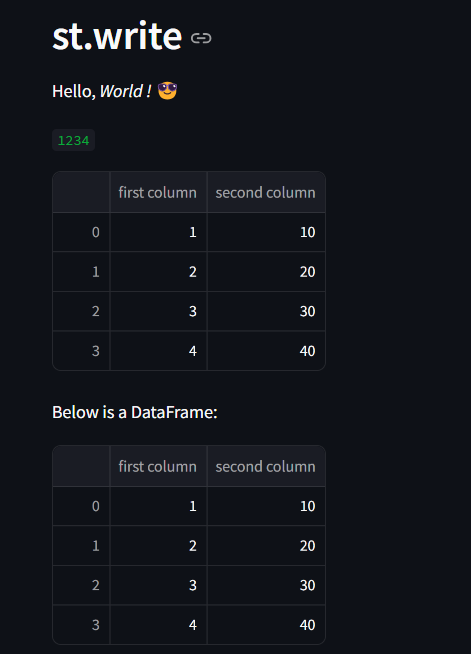 st.write
Hello, World ! 😎
1234
first column second column
0 1 10
1 2 20
2 3 30
3 4 40
Below is a DataFrame:
first column second column
0 1 10
1 2 20
2 3 30
3 4 40